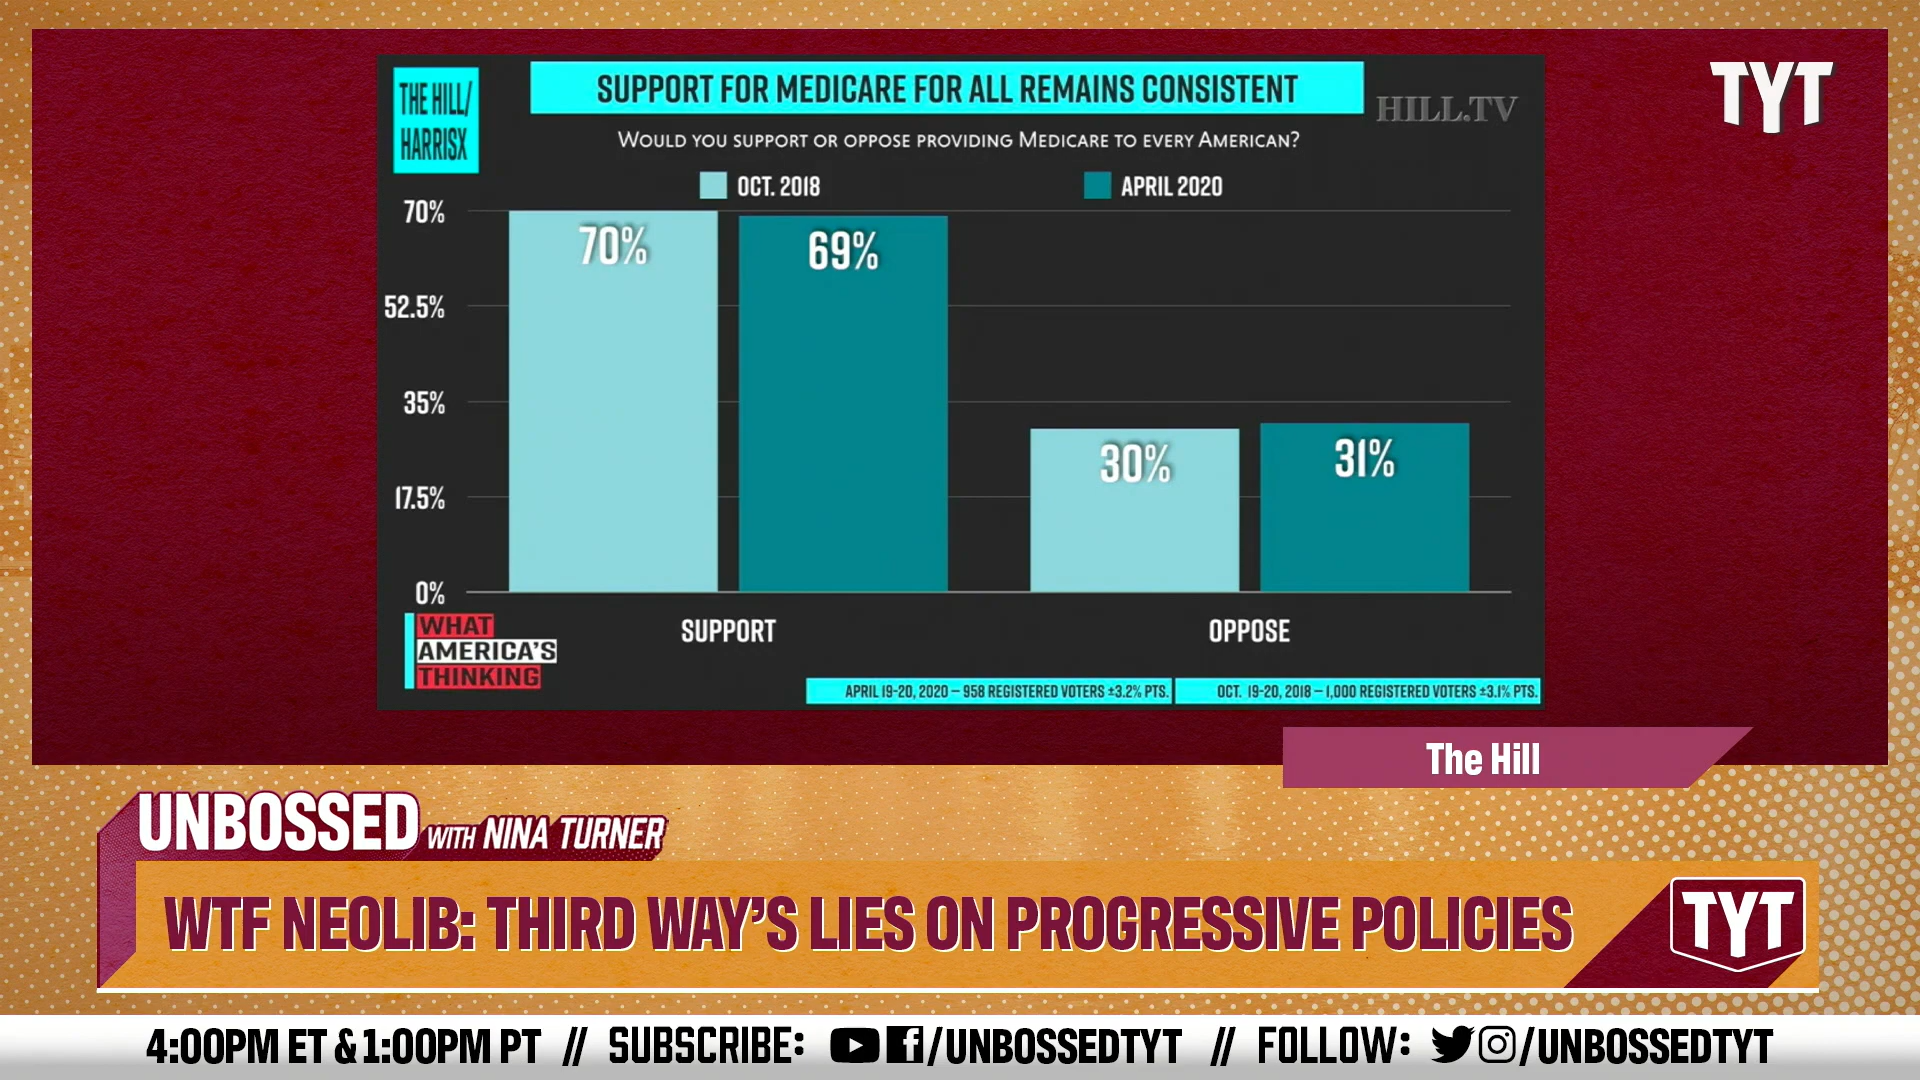 THE HILL/
HARRISX
SUPPORT FOR MEDICARE FOR ALL REMAINS CONSISTENT
HILL.TV
TYT
WOULD YOU SUPPORT OR OPPOSE PROVIDING MEDICARE TO EVERY AMERICAN?
OCT. 2018
APRIL 2020
70%
52.5%
35%
17.5%
0%
70%
69%
30%
31%
SUPPORT
OPPOSE
WHAT
AMERICA'S
THINKING
APRIL 19-20, 2020 – 958 REGISTERED VOTERS ±3.2% PTS.
OCT. 19-20, 2018 – 1,000 REGISTERED VOTERS ±3.1% PTS.
The Hill
UNBOSSED WITH NINA TURNER
WTF NEOLIB: THIRD WAY'S LIES ON PROGRESSIVE POLICIES
TYT
4:00PM ET & 1:00PM PT // SUBSCRIBE: /UNBOSSEDTYT // FOLLOW: /UNBOSSEDTYT